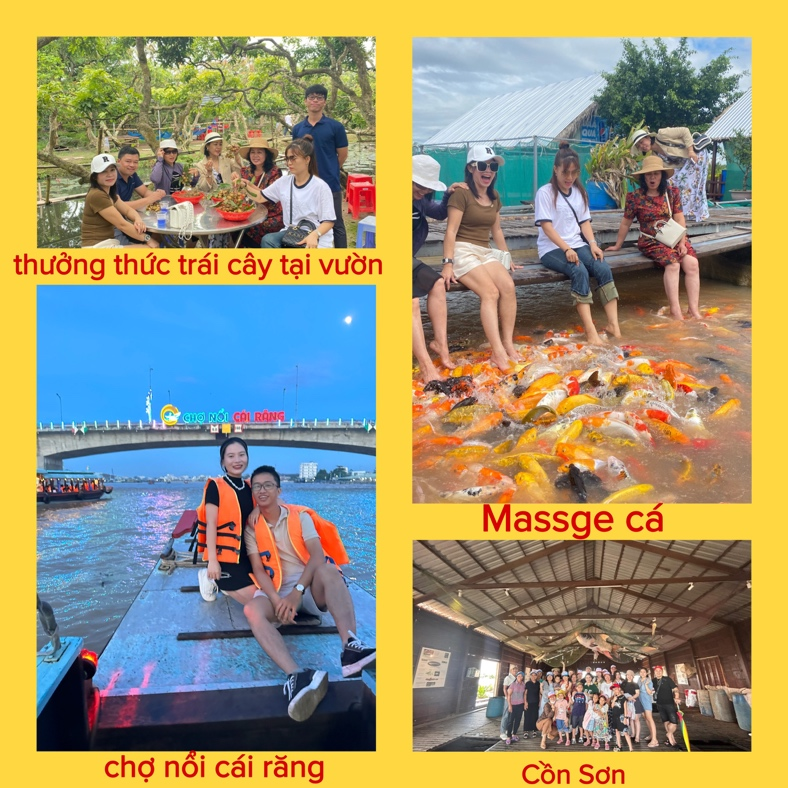 thưởng thức trái cây tại vườn
CHỢ NỔI CÁI RĂNG
chợ nổi cái răng
Massge cá
Cồn Sơn